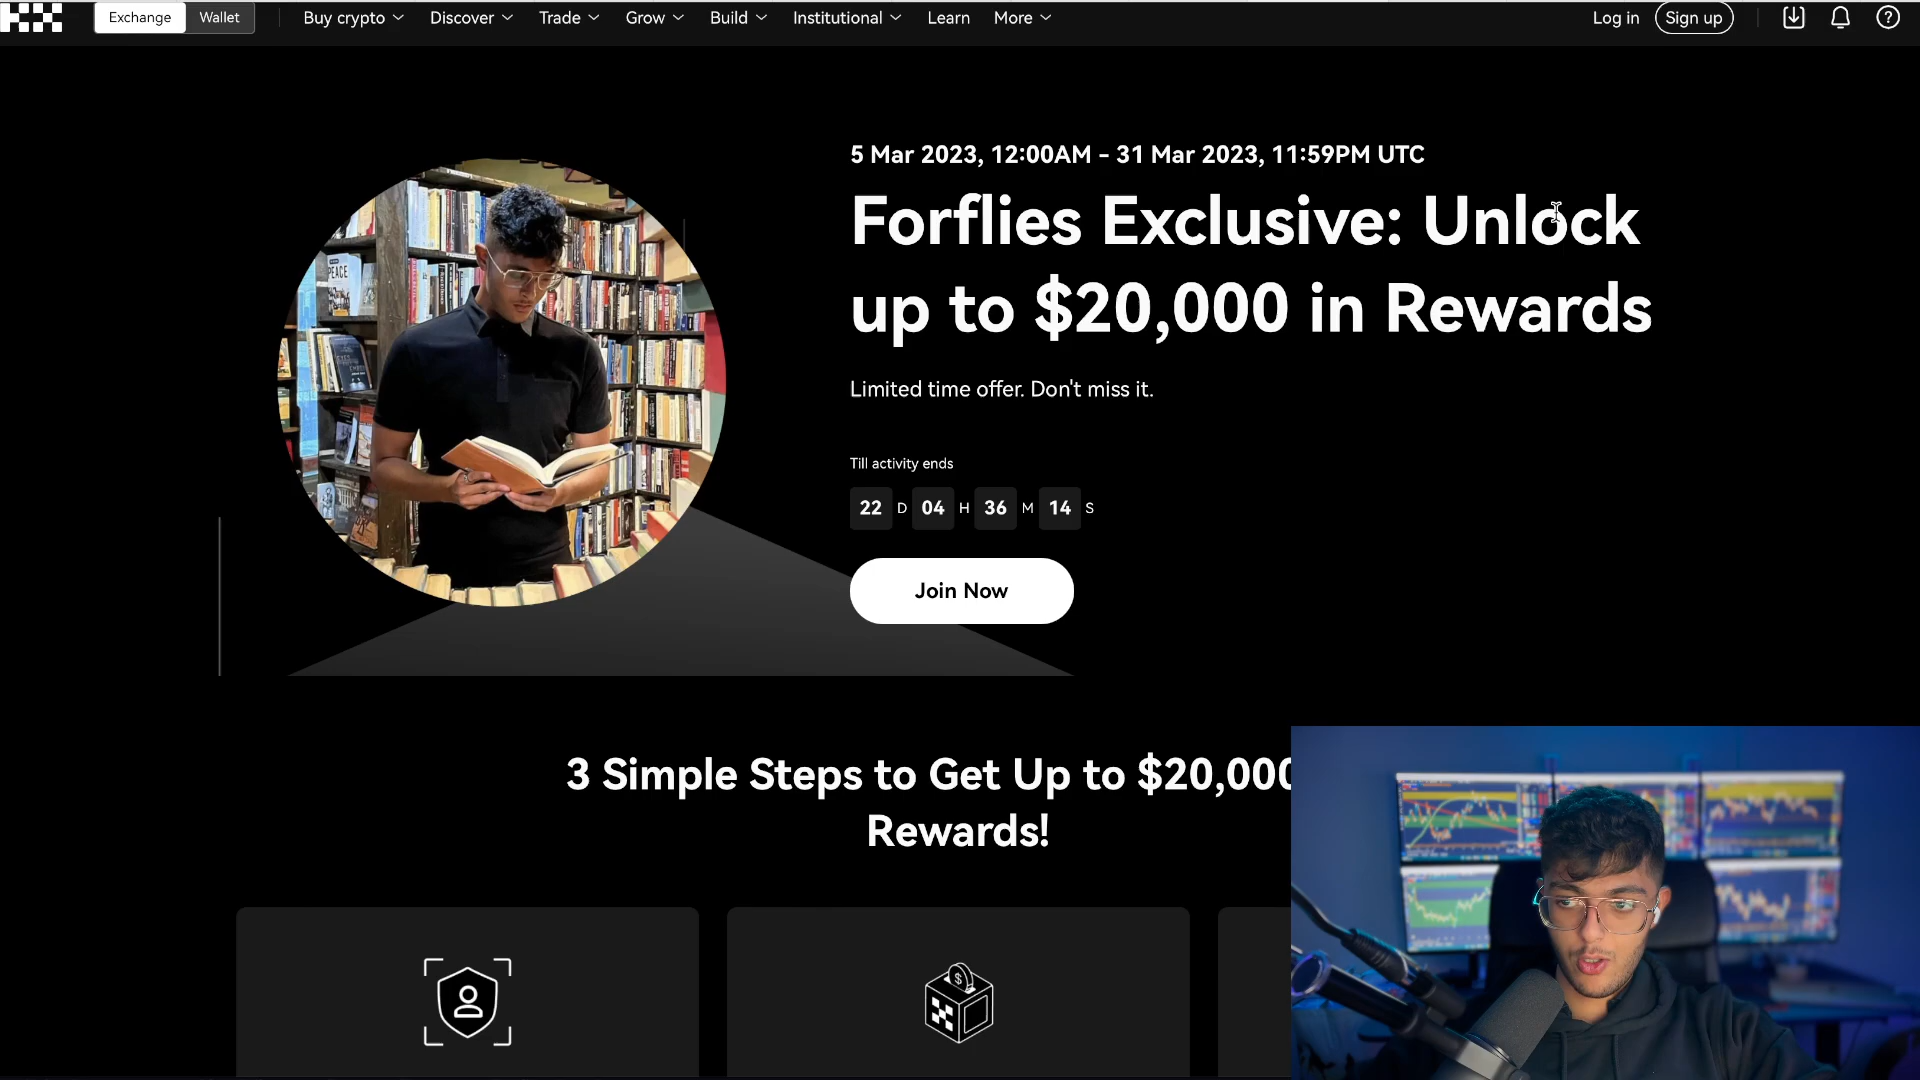 Exchange Wallet Buy crypto Discover Trade Grow Build Institutional Learn More Log in Sign up
5 Mar 2023, 12:00AM - 31 Mar 2023, 11:59PM UTC
Forflies Exclusive: Unlock
up to $20,000 in Rewards
Limited time offer. Don't miss it.
Till activity ends
22 D 04 H 36 M 14 S
Join Now
3 Simple Steps to Get Up to $20,000
Rewards!
PEACE